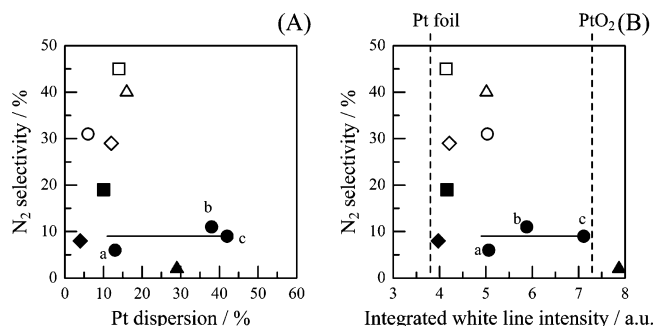 (A)
N₂ selectivity / %
50
40
30
20
10
0
a
b
c
0 10 20 30 40 50 60
Pt dispersion / %
Pt foil
PtO₂
(B)
N₂ selectivity / %
50
40
30
20
10
0
a
b
c
3 4 5 6 7 8
Integrated white line intensity / a.u.